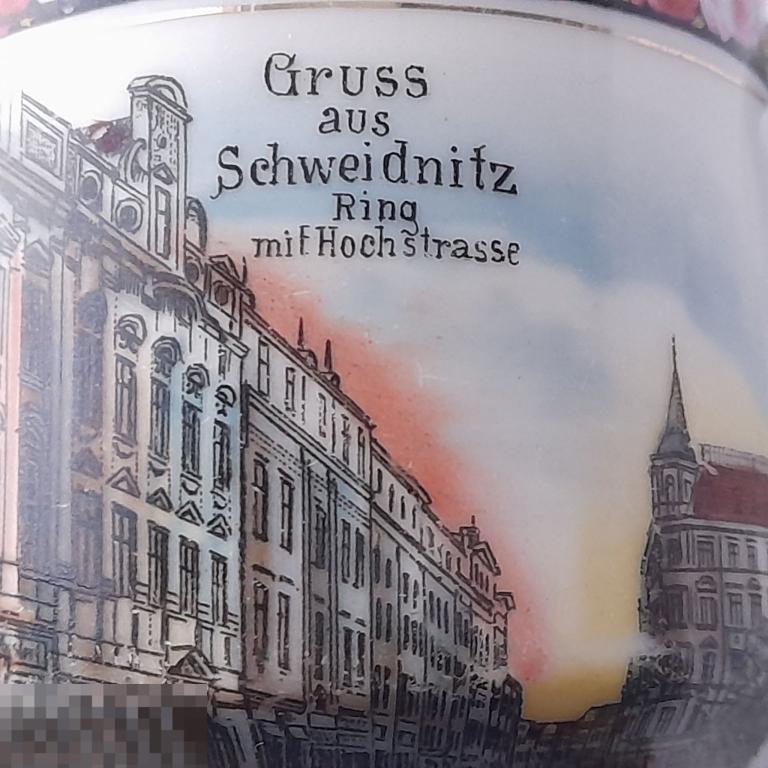 Gruss
aus
Schweidnitz
Ring
mit Hochstrasse